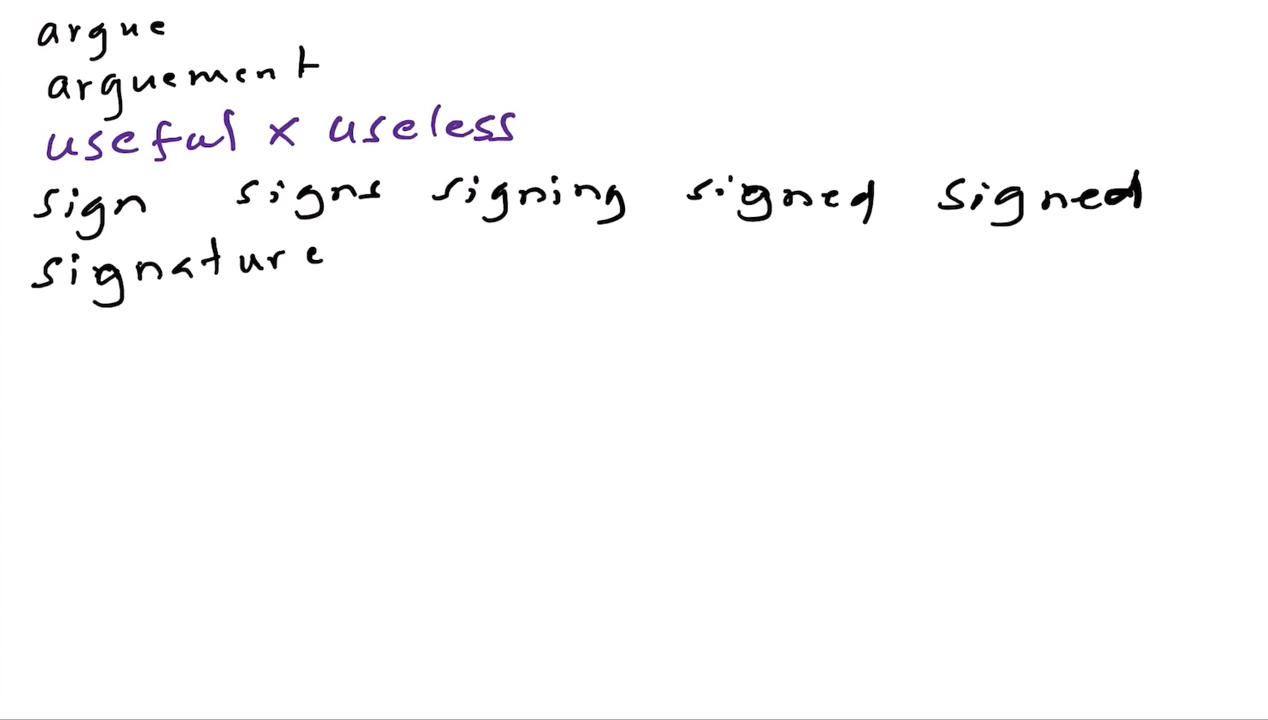 argue
arguement
useful x useless
sign signs signing signed signed
signature